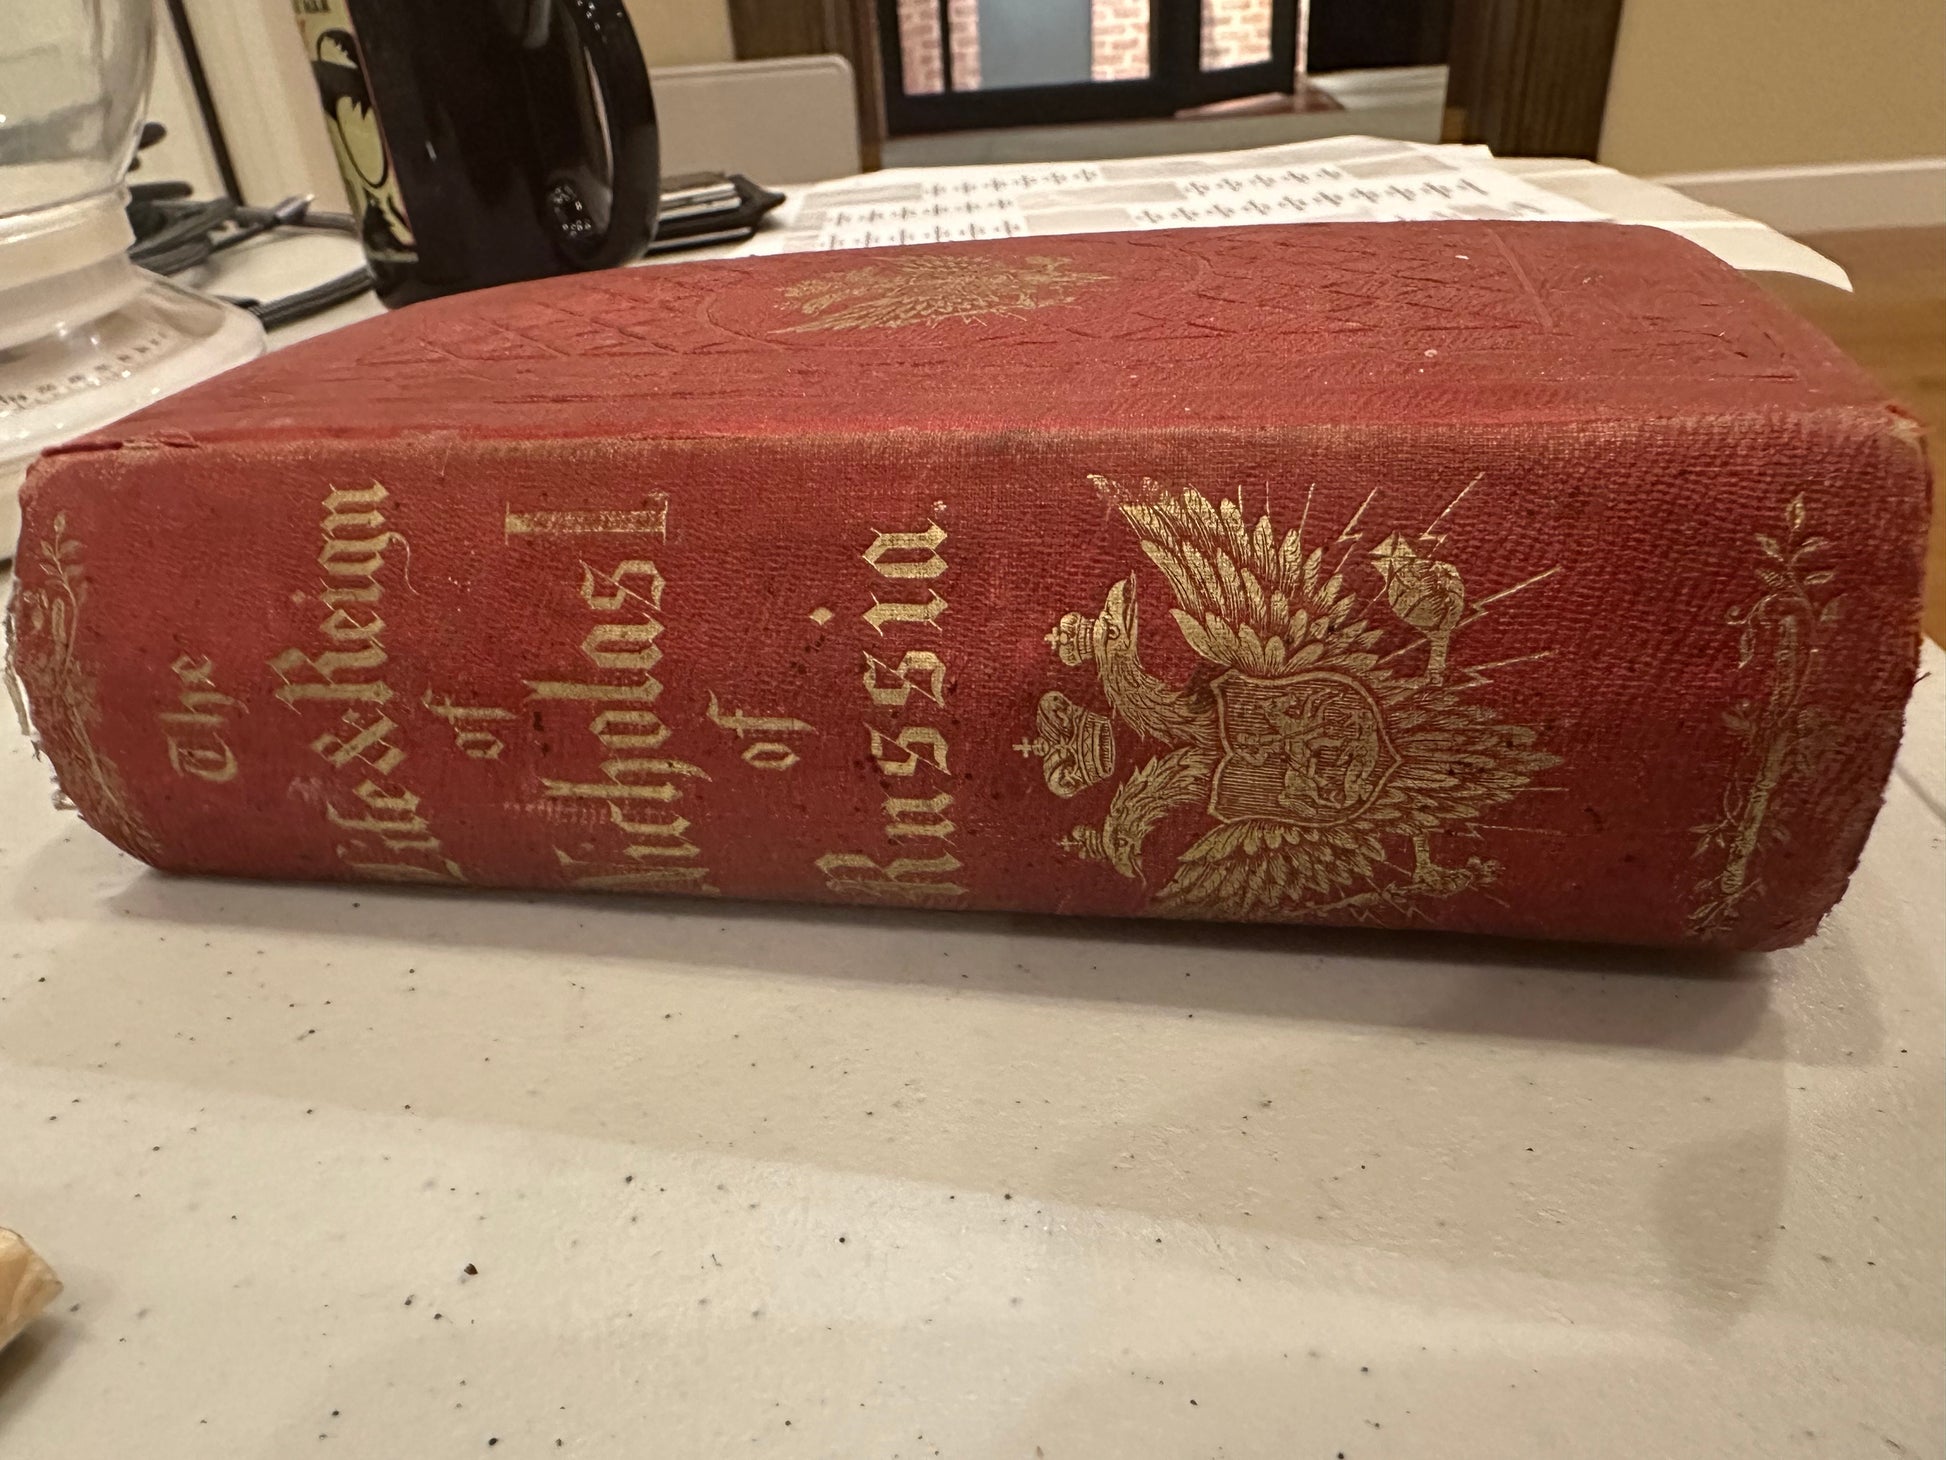 The
Life & Reign
of
Nicholas I
of
Russia.